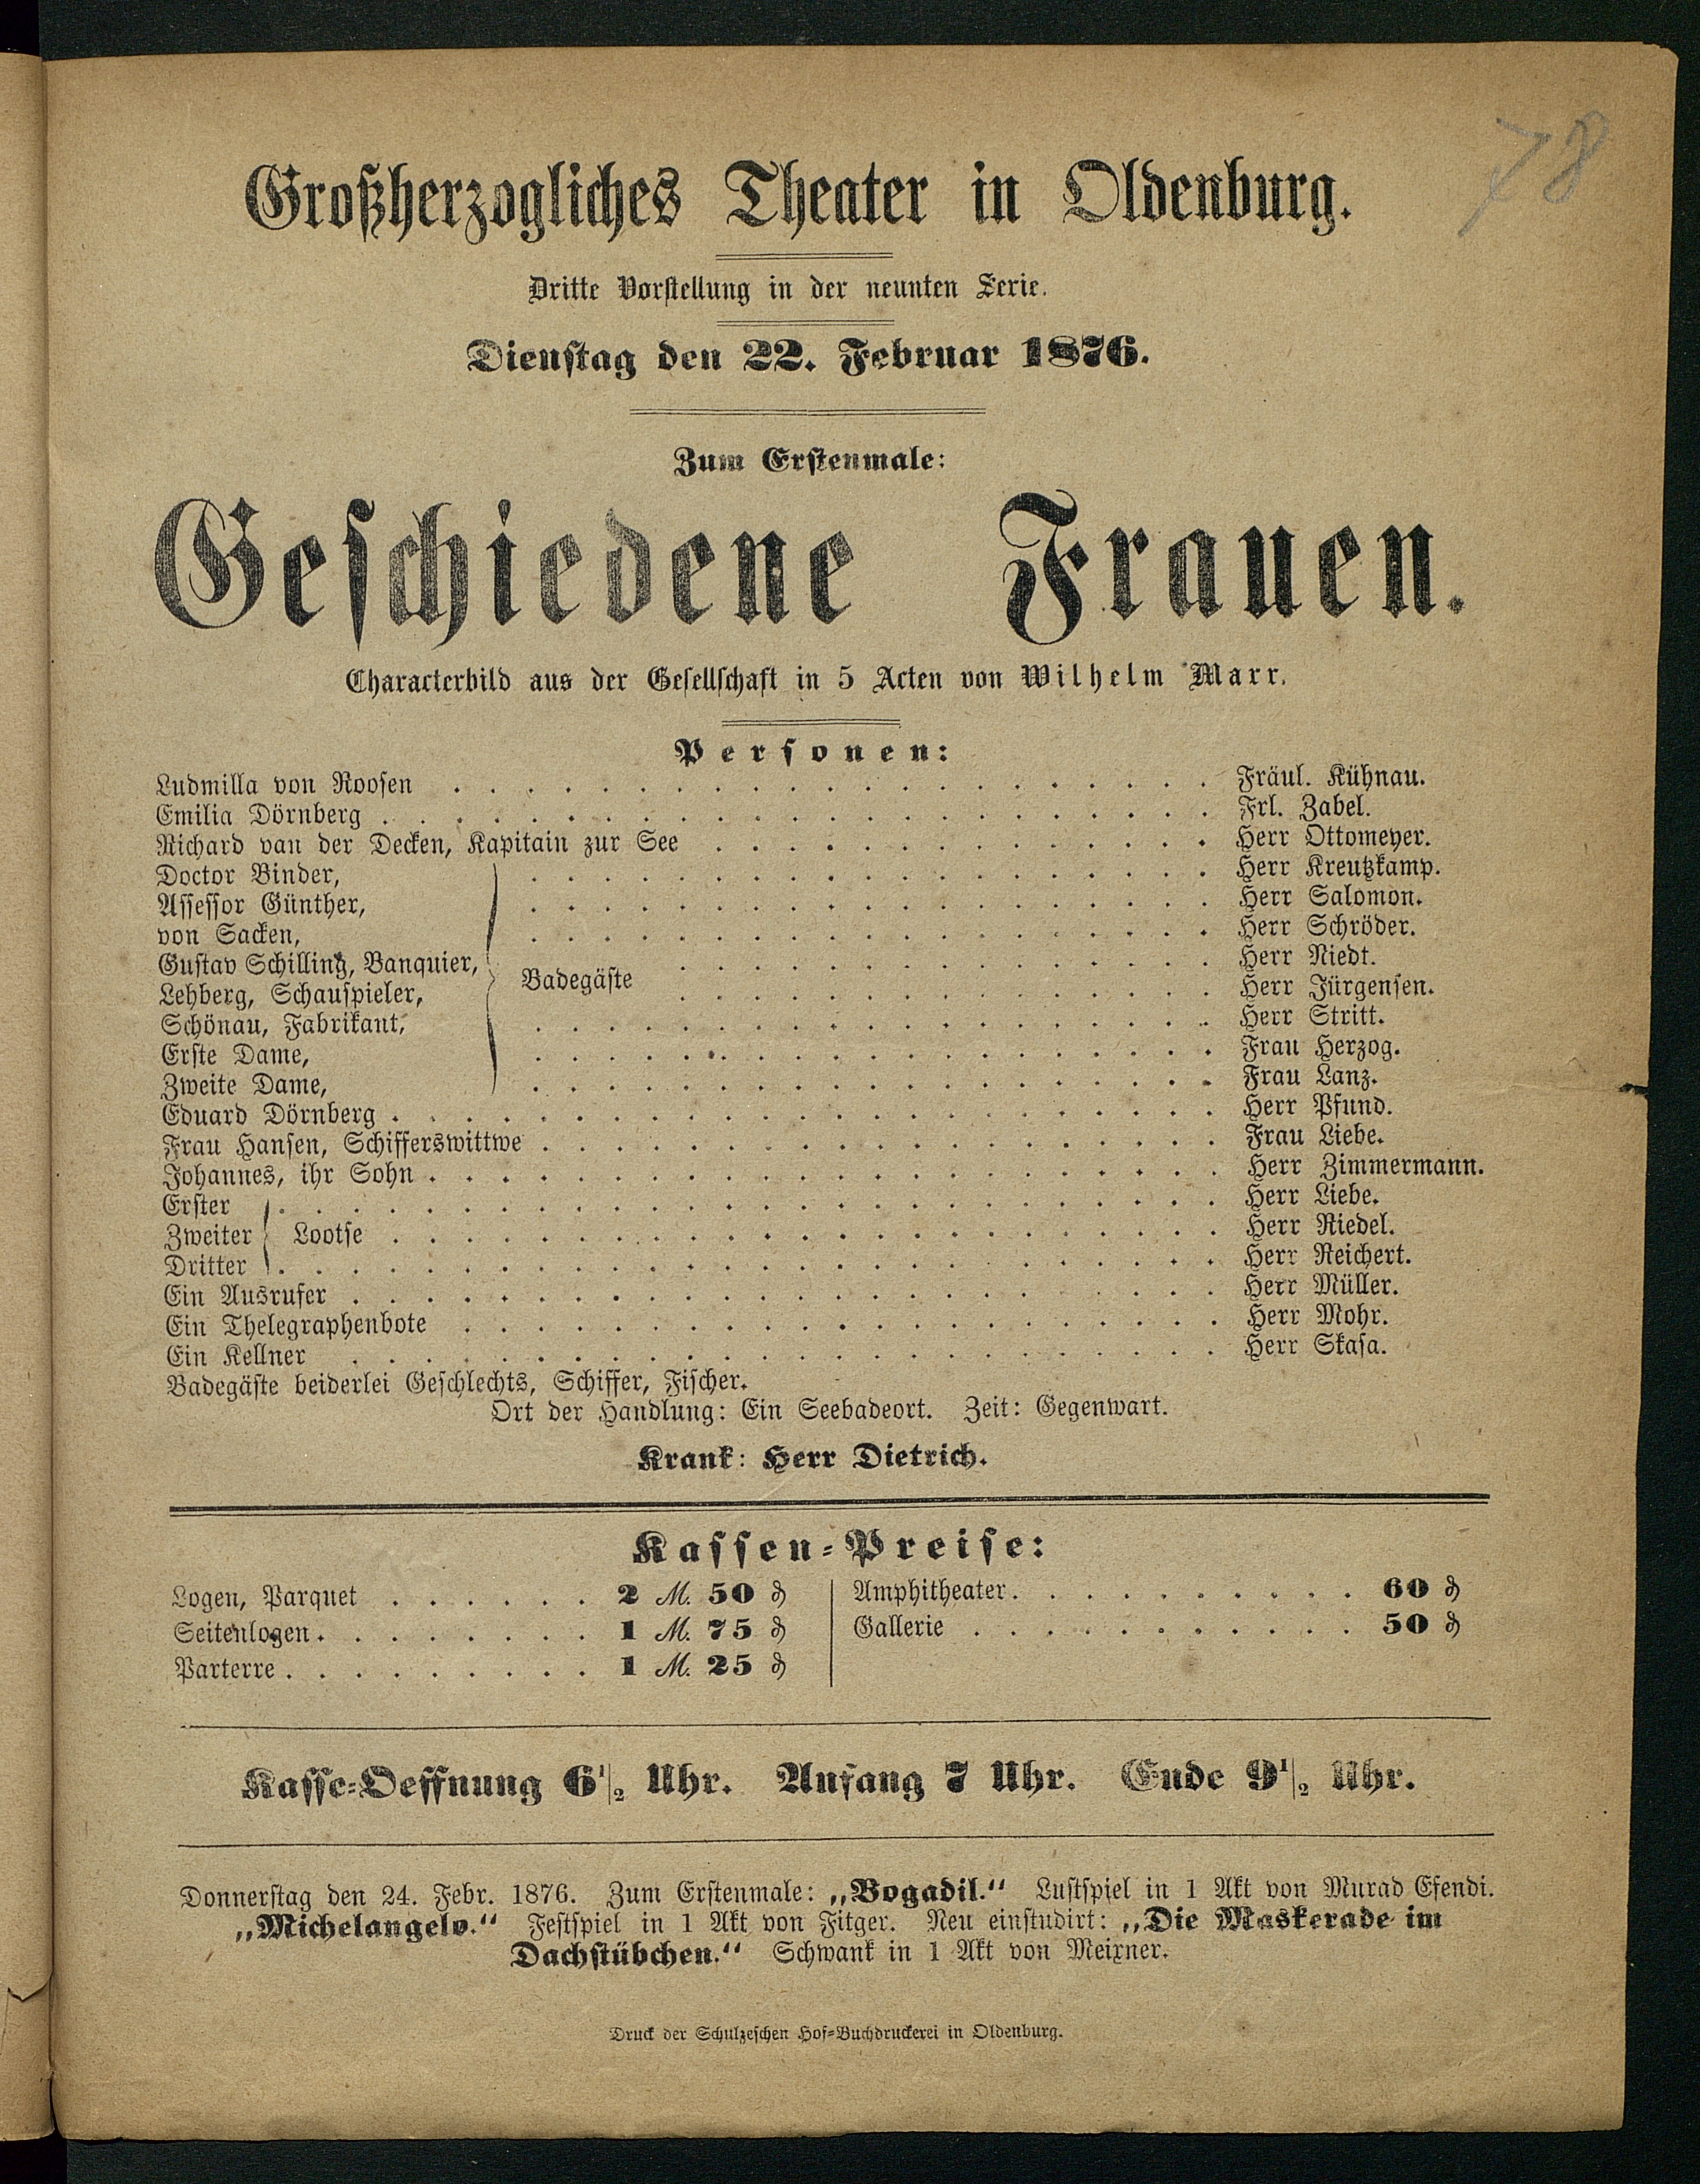 78
Großherzogliches Theater in Oldenburg.
Dritte Vorstellung in der neunten Serie.
Dienstag den 22. Februar 1876.
Zum Erstenmale:
Geschiedene Frauen.
Characterbild aus der Gesellschaft in 5 Acten von Wilhelm Marr.
Personen:
Ludmilla von Roosen . . . . . Fräul. Kühnau.
Emilia Dörnberg . . . . . Frl. Zabel.
Richard van der Decken, Kapitain zur See . . . . . Herr Ottomeyer.
Doctor Binder, . . . . . Herr Kreutzkamp.
Assessor Günther, . . . . . Herr Salomon.
von Sacken, . . . . . Herr Schröder.
Gustav Schilling, Banquier, . . . . . Herr Niedt.
Badegäste
Lehberg, Schauspieler, . . . . . Herr Jürgensen.
Schönau, Fabrikant, . . . . . Herr Stritt.
Erste Dame, . . . . . Frau Herzog.
Zweite Dame, . . . . . Frau Lanz.
Eduard Dörnberg . . . . . Herr Pfund.
Frau Hansen, Schifferswittwe . . . . . Frau Liebe.
Johannes, ihr Sohn . . . . . Herr Zimmermann.
Erster . . . . . Herr Liebe.
Zweiter Lootse . . . . . Herr Riedel.
Dritter . . . . . Herr Reichert.
Ein Ausrufer . . . . . Herr Müller.
Ein Thelegraphenbote . . . . . Herr Mohr.
Ein Kellner . . . . . Herr Skasa.
Badegäste beiderlei Geschlechts, Schiffer, Fischer.
Ort der Handlung: Ein Seebadeort. Zeit: Gegenwart.
Krank: Herr Dietrich.
Kassen-Preise:
Logen, Parquet . . . . . 2 M. 50 ₰
Seitenlogen . . . . . 1 M. 75 ₰
Parterre . . . . . 1 M. 25 ₰
Amphitheater . . . . . 60 ₰
Gallerie . . . . . 50 ₰
Kasse-Oeffnung 6 1/2 Uhr. Anfang 7 Uhr. Ende 9 1/2 Uhr.
Donnerstag den 24. Febr. 1876. Zum Erstenmale: „Bogadil.“ Lustspiel in 1 Akt von Murad Efendi.
„Michelangelo.“ Festspiel in 1 Akt von Fitger. Neu einstudirt: „Die Maskerade im
Dachstübchen.“ Schwank in 1 Akt von Meixner.
Druck der Schulzeschen Hof-Buchdruckerei in Oldenburg.